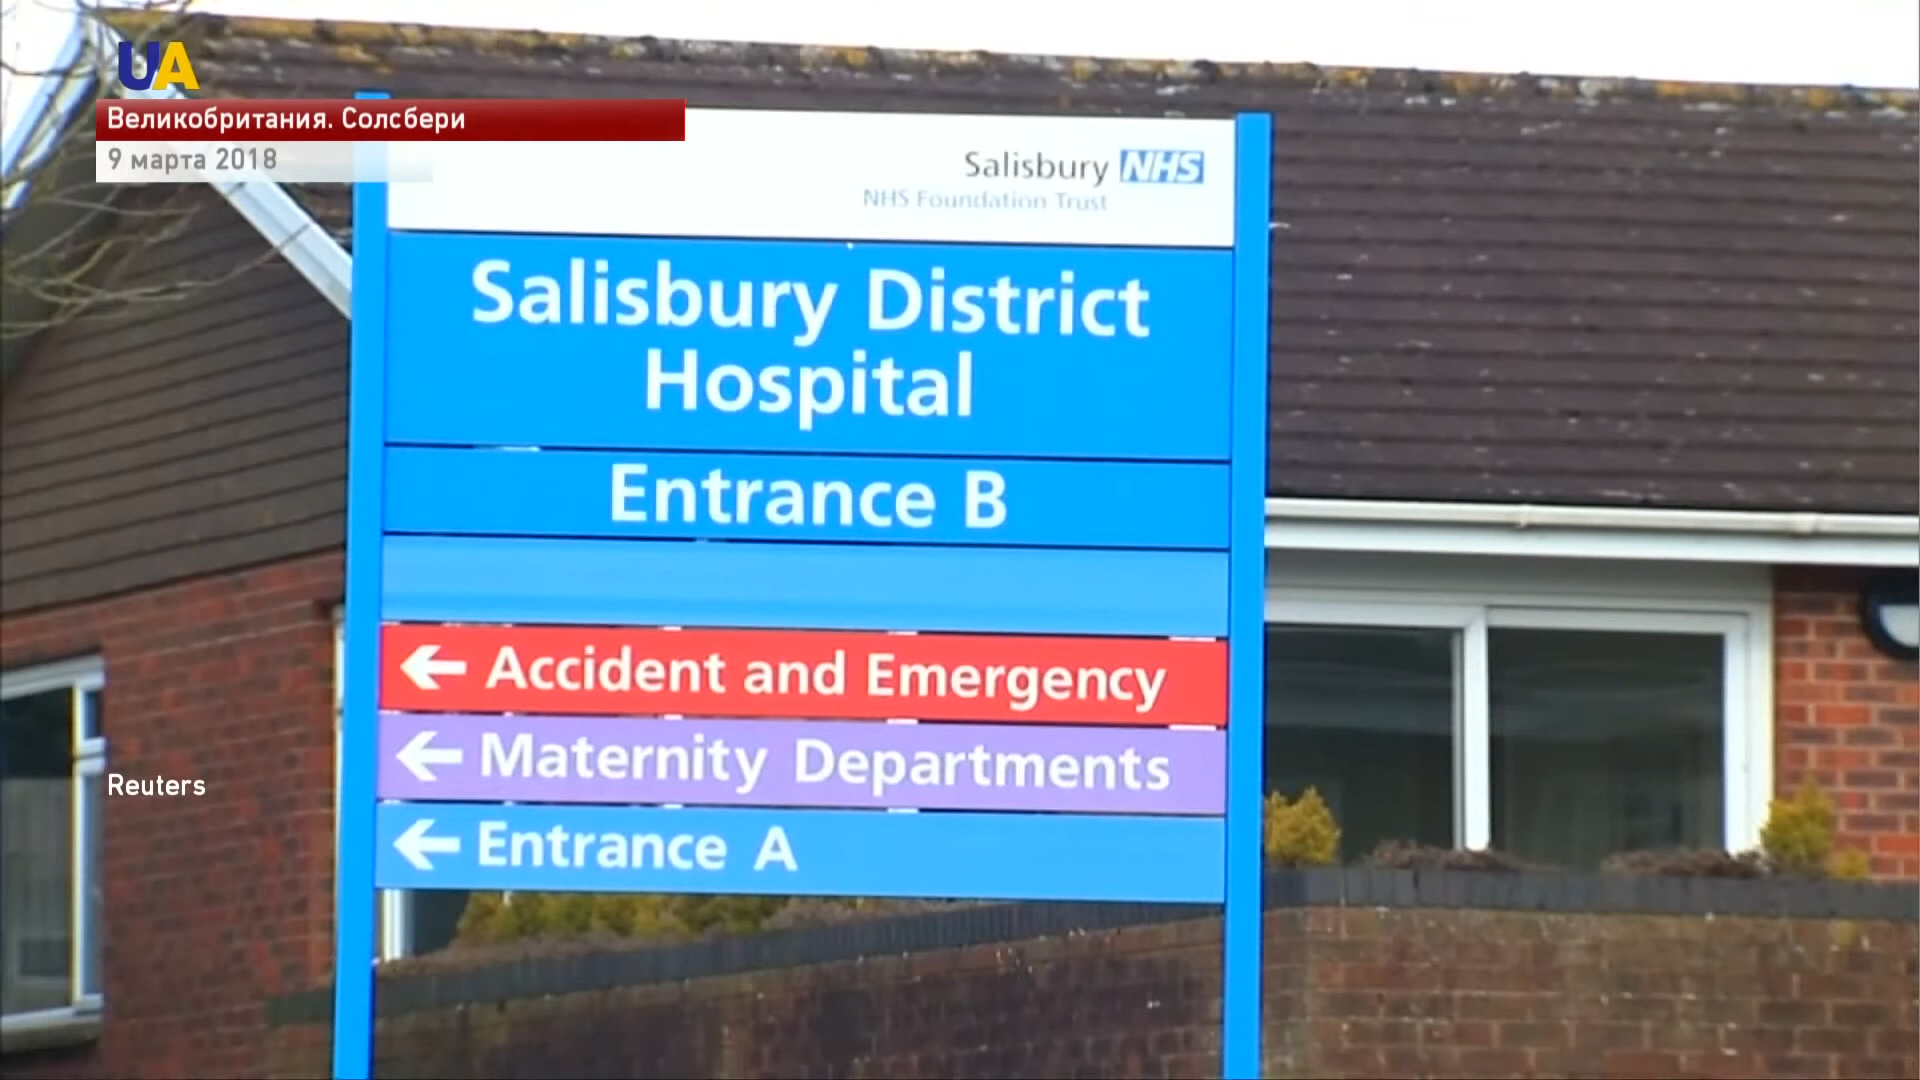 UA
Великобритания. Солсбери
9 марта 2018
Salisbury NHS
NHS Foundation Trust
Salisbury District
Hospital
Entrance B
Accident and Emergency
Maternity Departments
Entrance A
Reuters